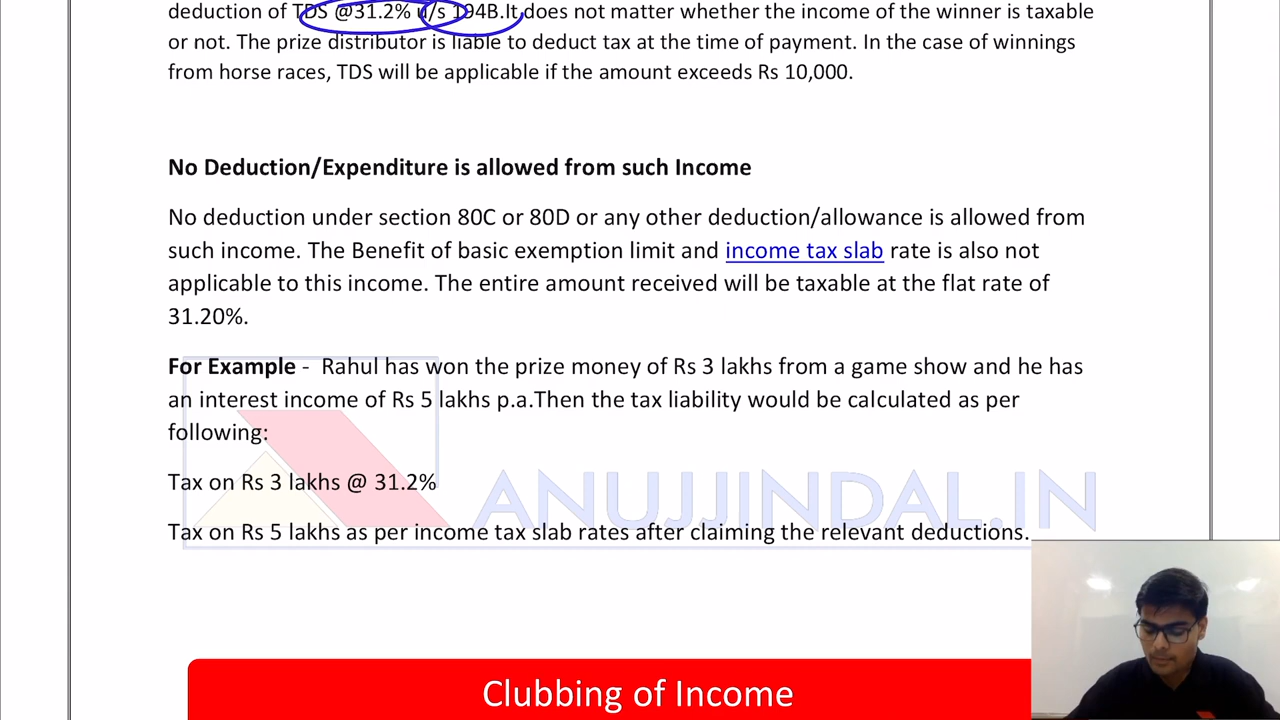 deduction of TDS @31.2% u/s 194B.It does not matter whether the income of the winner is taxable
or not. The prize distributor is liable to deduct tax at the time of payment. In the case of winnings
from horse races, TDS will be applicable if the amount exceeds Rs 10,000.
No Deduction/Expenditure is allowed from such Income
No deduction under section 80C or 80D or any other deduction/allowance is allowed from
such income. The Benefit of basic exemption limit and income tax slab rate is also not
applicable to this income. The entire amount received will be taxable at the flat rate of
31.20%.
For Example - Rahul has won the prize money of Rs 3 lakhs from a game show and he has
an interest income of Rs 5 lakhs p.a.Then the tax liability would be calculated as per
following:
Tax on Rs 3 lakhs @ 31.2%
ANUJJINDAL.IN
Tax on Rs 5 lakhs as per income tax slab rates after claiming the relevant deductions.
Clubbing of Income